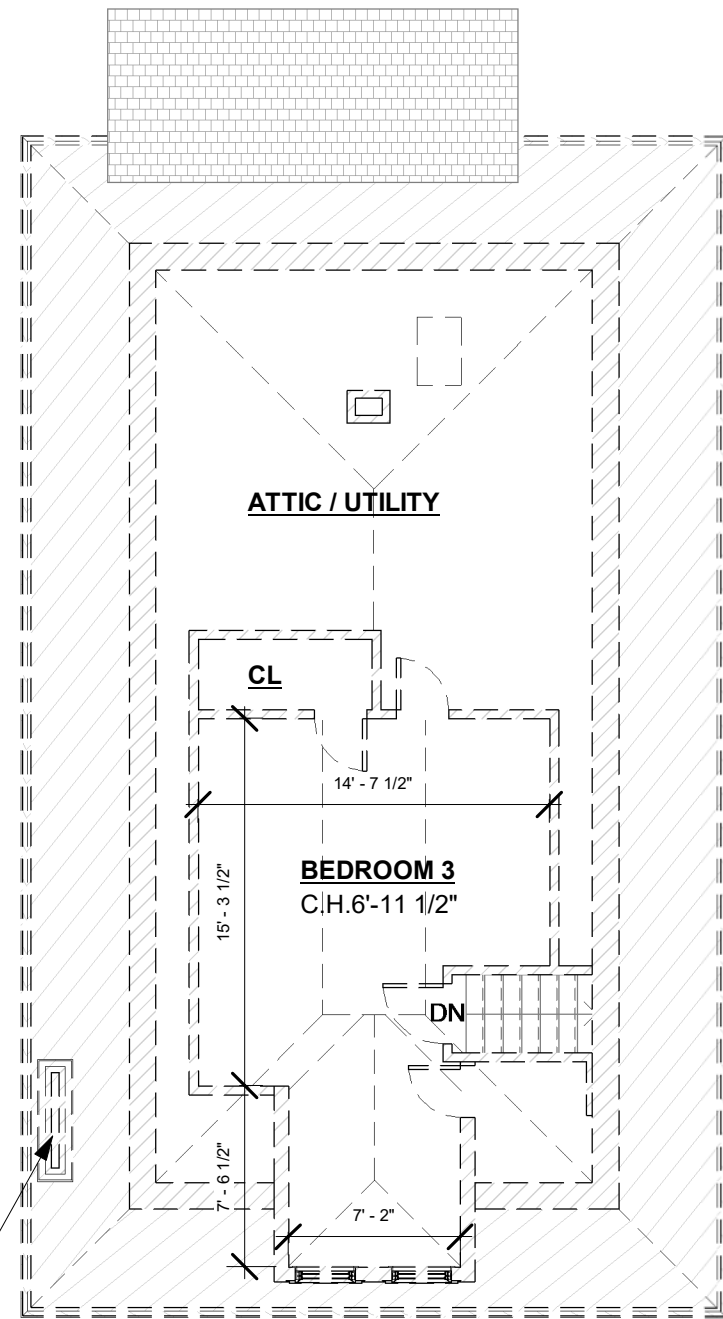 ATTIC / UTILITY
CL
14' - 7 1/2"
BEDROOM 3
C.H.6'-11 1/2"
15' - 3 1/2"
DN
7' - 6 1/2"
7' - 2"